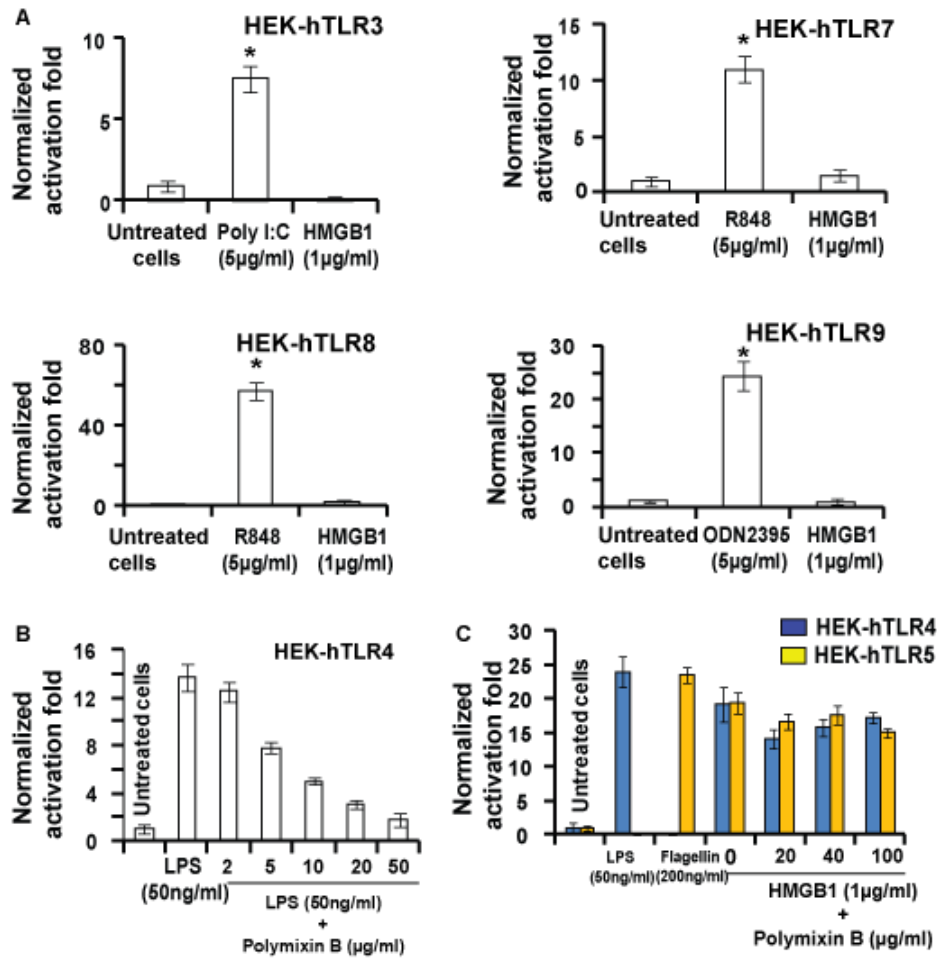 A
HEK-hTLR3
Normalized
activation fold
10
5
0
Untreated
cells
Poly I:C
(5µg/ml)
HMGB1
(1µg/ml)
*
HEK-hTLR7
Normalized
activation fold
15
10
5
0
Untreated
cells
R848
(5µg/ml)
HMGB1
(1µg/ml)
*
HEK-hTLR8
Normalized
activation fold
80
40
0
Untreated
cells
R848
(5µg/ml)
HMGB1
(1µg/ml)
*
HEK-hTLR9
Normalized
activation fold
30
20
10
0
Untreated
cells
ODN2395
(5µg/ml)
HMGB1
(1µg/ml)
*
B
HEK-hTLR4
Normalized
activation fold
16
12
8
4
0
Untreated cells
LPS
(50ng/ml)
2 5 10 20 50
LPS (50ng/ml)
+
Polymixin B (µg/ml)
C
HEK-hTLR4
HEK-hTLR5
Normalized
activation fold
30
25
20
15
10
5
0
Untreated cells
LPS
(50ng/ml)
Flagellin
(200ng/ml)
0 20 40 100
HMGB1 (1µg/ml)
+
Polymixin B (µg/ml)